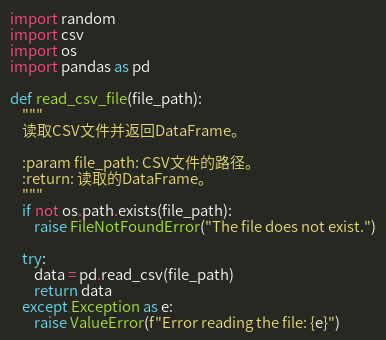 import random
import csv
import os
import pandas as pd

def read_csv_file(file_path):
    """
    读取CSV文件并返回DataFrame。

    :param file_path: CSV文件的路径。
    :return: 读取的DataFrame。
    """
    if not os.path.exists(file_path):
        raise FileNotFoundError("The file does not exist.")

    try:
        data = pd.read_csv(file_path)
        return data
    except Exception as e:
        raise ValueError(f"Error reading the file: {e}")